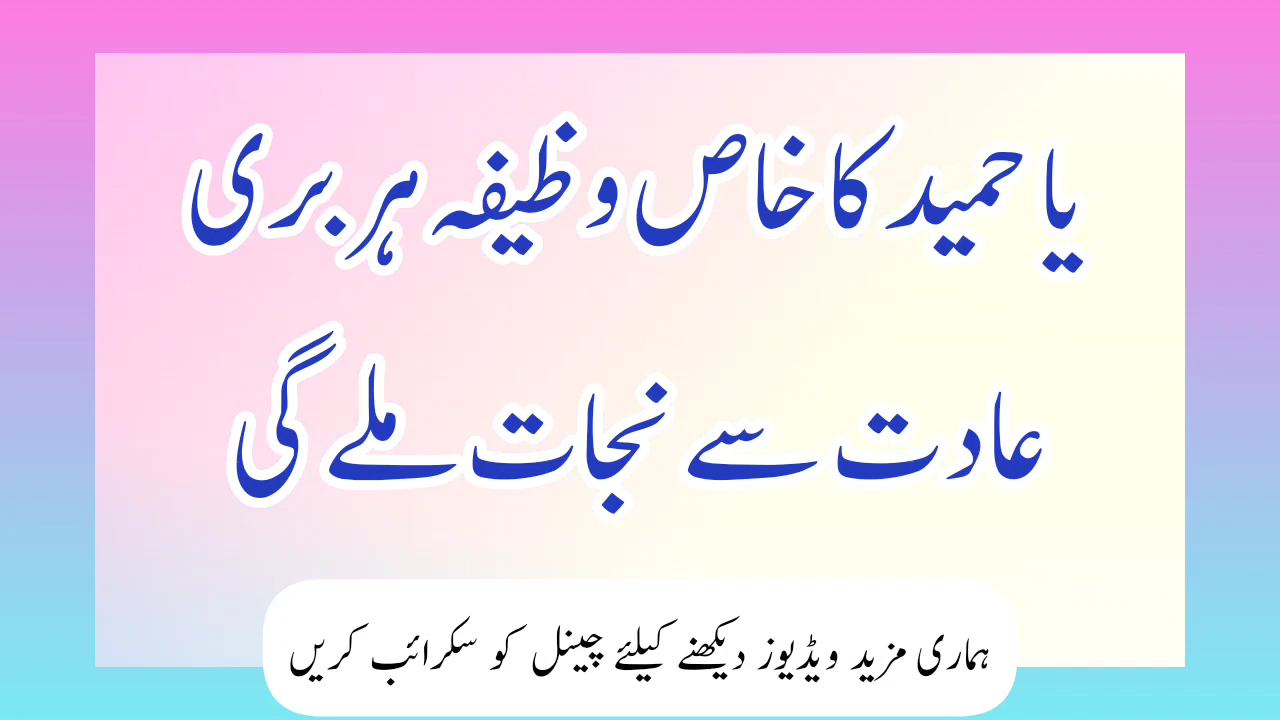 یا حمید کا خاص وظیفہ ہر بری
عادت سے نجات ملے گی
ہماری مزید ویڈیوز دیکھنے کیلئے چینل کو سکرائب کریں